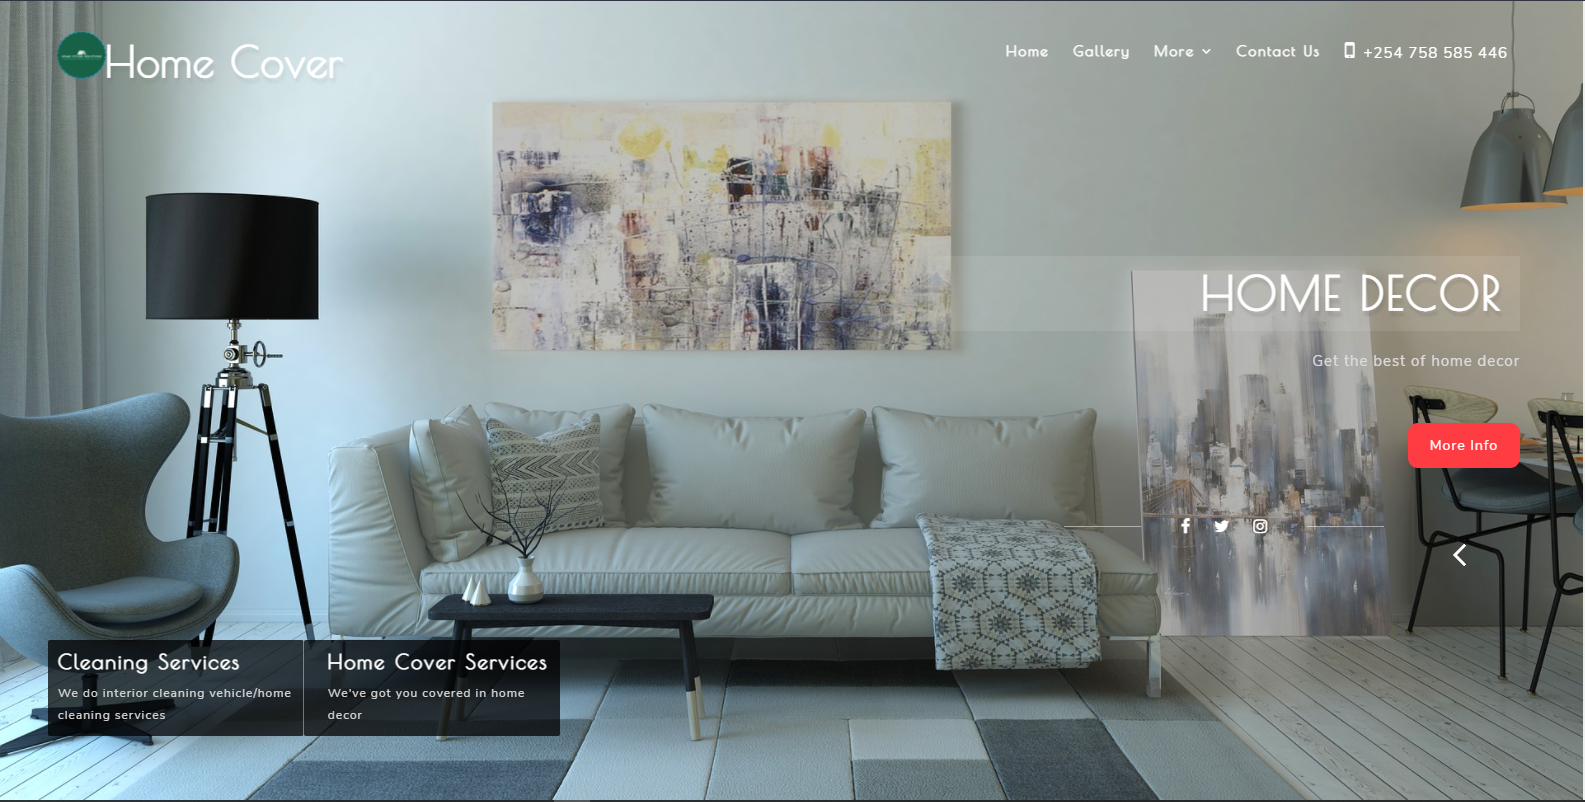 Home Cover
Home Gallery More Contact Us +254 758 585 446
HOME DECOR
Get the best of home decor
More Info
Cleaning Services
We do interior cleaning vehicle/home
cleaning services
Home Cover Services
We've got you covered in home
decor